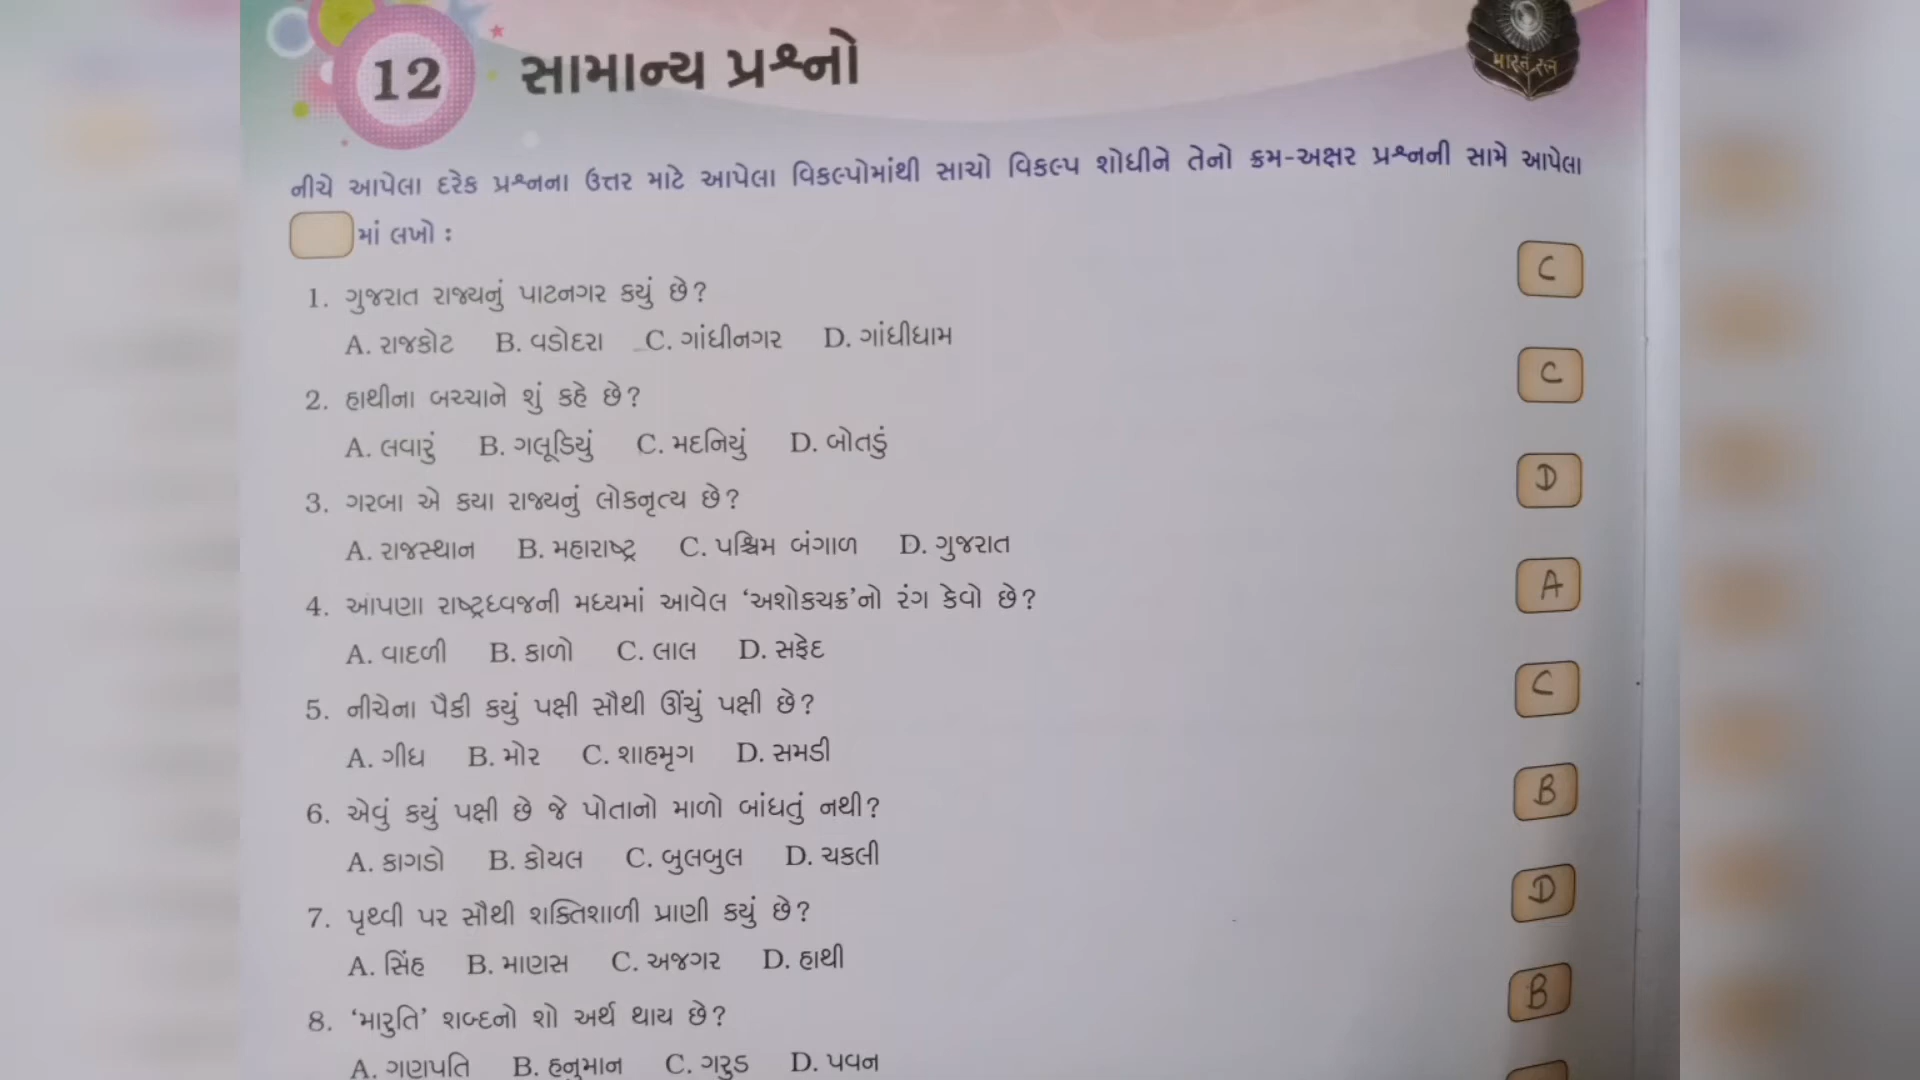 12 સામાન્ય પ્રશ્નો
ભારત રત્ન
નીચે આપેલા દરેક પ્રશ્નના ઉત્તર માટે આપેલા વિકલ્પોમાંથી સાચો વિકલ્પ શોધીને તેનો ક્રમ-અક્ષર પ્રશ્નની સામે આપેલા
માં લખો :
1. ગુજરાત રાજ્યનું પાટનગર કયું છે? C
A. રાજકોટ B. વડોદરા C. ગાંધીનગર D. ગાંધીધામ
2. હાથીના બચ્ચાને શું કહે છે? C
A. લવારું B. ગલૂડિયું C. મદનિયું D. બોતડું
3. ગરબા એ કયા રાજ્યનું લોકનૃત્ય છે? D
A. રાજસ્થાન B. મહારાષ્ટ્ર C. પશ્ચિમ બંગાળ D. ગુજરાત
4. આપણા રાષ્ટ્રધ્વજની મધ્યમાં આવેલ ‘અશોકચક્ર’નો રંગ કેવો છે? A
A. વાદળી B. કાળો C. લાલ D. સફેદ
5. નીચેના પૈકી કયું પક્ષી સૌથી ઊંચું પક્ષી છે? C
A. ગીધ B. મોર C. શાહમૃગ D. સમડી
6. એવું કયું પક્ષી છે જે પોતાનો માળો બાંધતું નથી? B
A. કાગડો B. કોયલ C. બુલબુલ D. ચકલી
7. પૃથ્વી પર સૌથી શક્તિશાળી પ્રાણી કયું છે? D
A. સિંહ B. માણસ C. અજગર D. હાથી
8. ‘મારુતિ’ શબ્દનો શો અર્થ થાય છે? B
A. ગણપતિ B. હનુમાન C. ગરુડ D. પવન